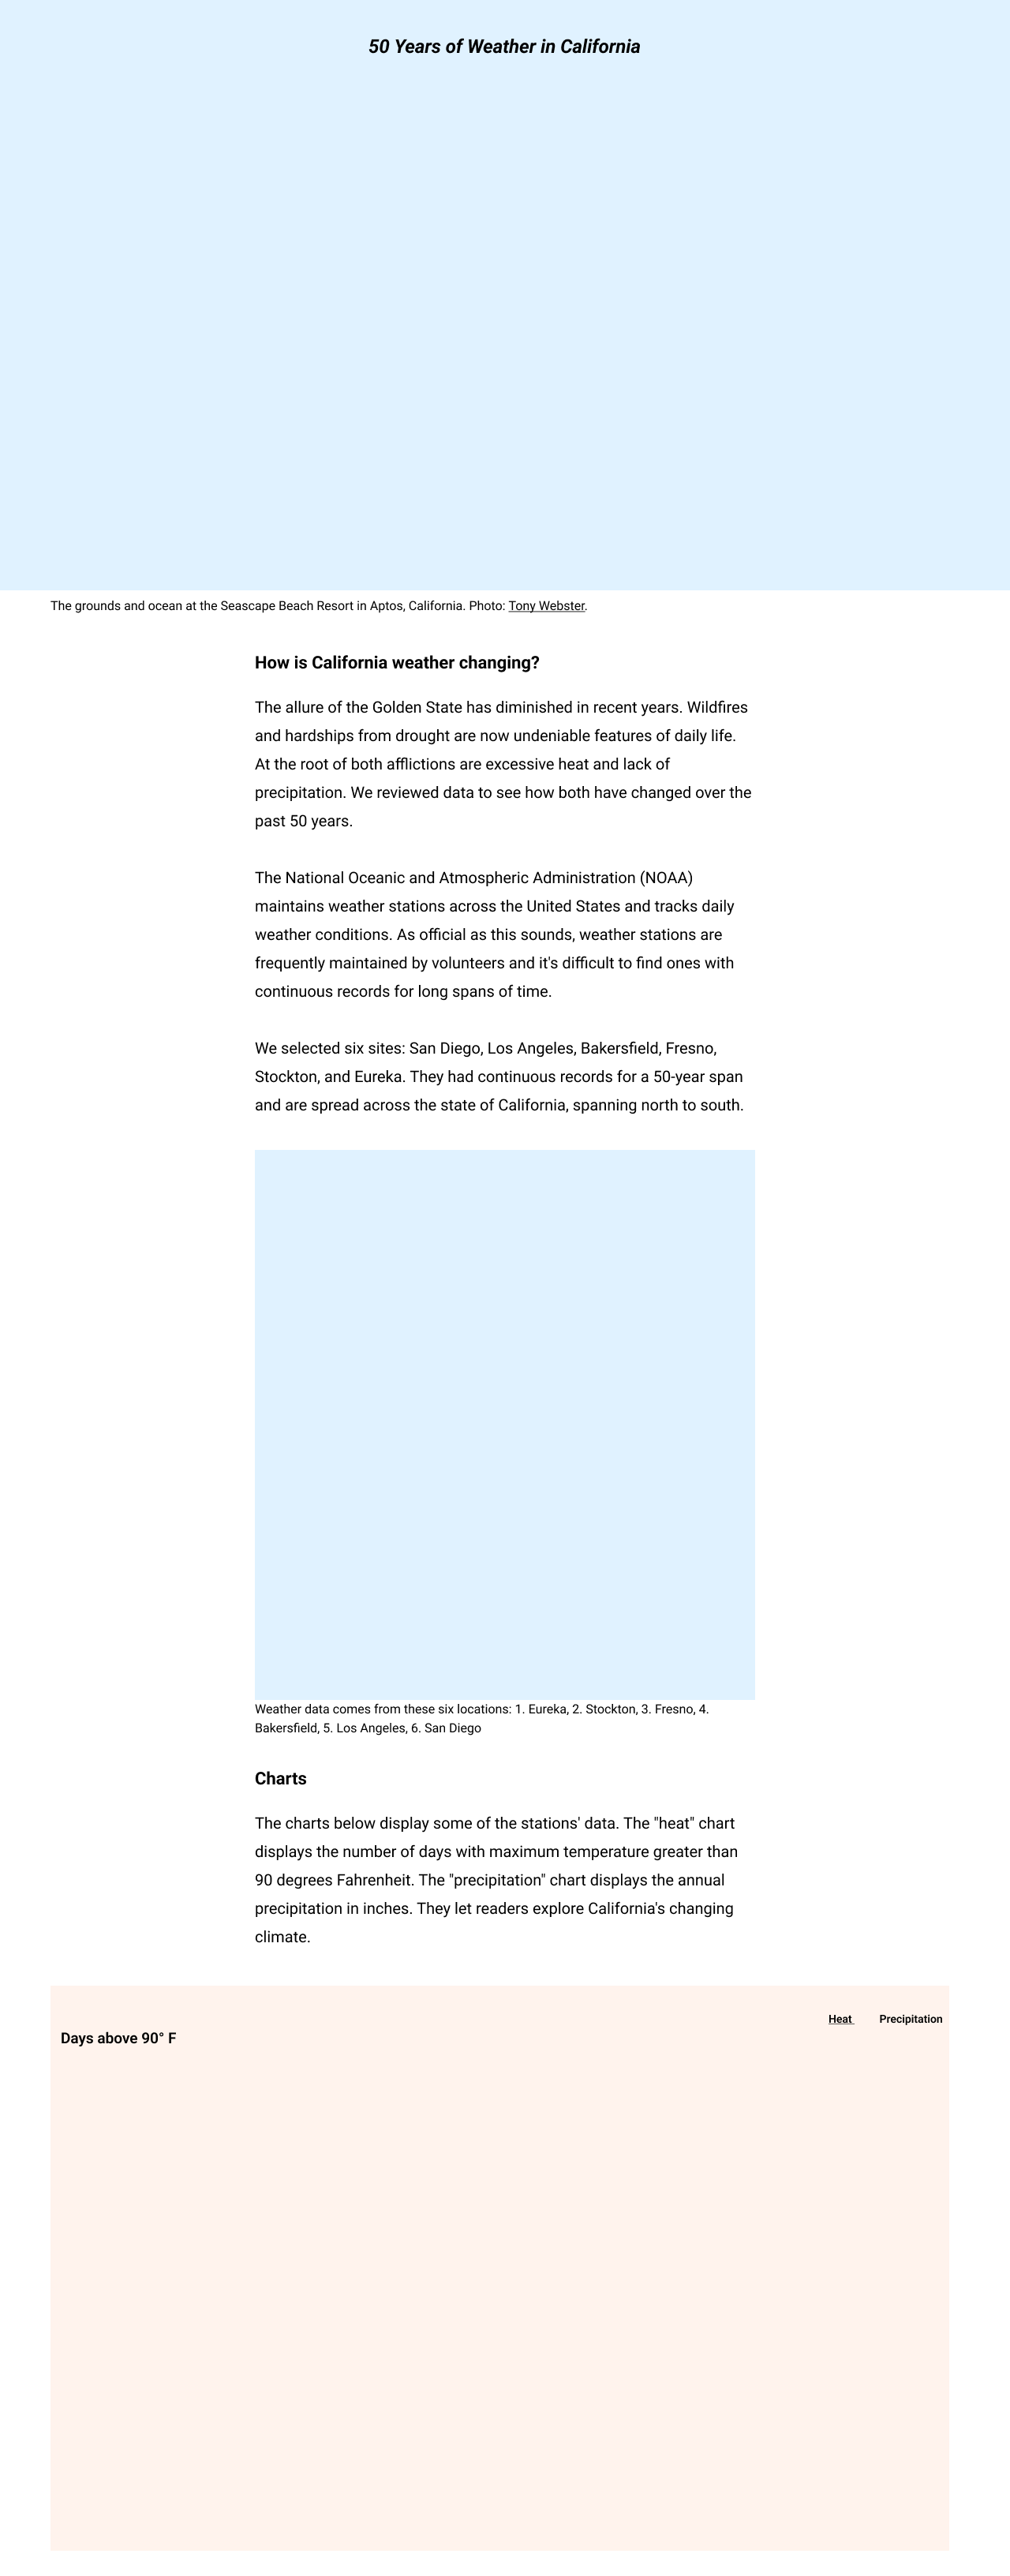 50 Years of Weather in California
The grounds and ocean at the Seascape Beach Resort in Aptos, California. Photo: Tony Webster.
How is California weather changing?
The allure of the Golden State has diminished in recent years. Wildfires
and hardships from drought are now undeniable features of daily life.
At the root of both afflictions are excessive heat and lack of
precipitation. We reviewed data to see how both have changed over the
past 50 years.
The National Oceanic and Atmospheric Administration (NOAA)
maintains weather stations across the United States and tracks daily
weather conditions. As official as this sounds, weather stations are
frequently maintained by volunteers and it's difficult to find ones with
continuous records for long spans of time.
We selected six sites: San Diego, Los Angeles, Bakersfield, Fresno,
Stockton, and Eureka. They had continuous records for a 50-year span
and are spread across the state of California, spanning north to south.
Weather data comes from these six locations: 1. Eureka, 2. Stockton, 3. Fresno, 4.
Bakersfield, 5. Los Angeles, 6. San Diego
Charts
The charts below display some of the stations' data. The "heat" chart
displays the number of days with maximum temperature greater than
90 degrees Fahrenheit. The "precipitation" chart displays the annual
precipitation in inches. They let readers explore California's changing
climate.
Heat Precipitation
Days above 90° F